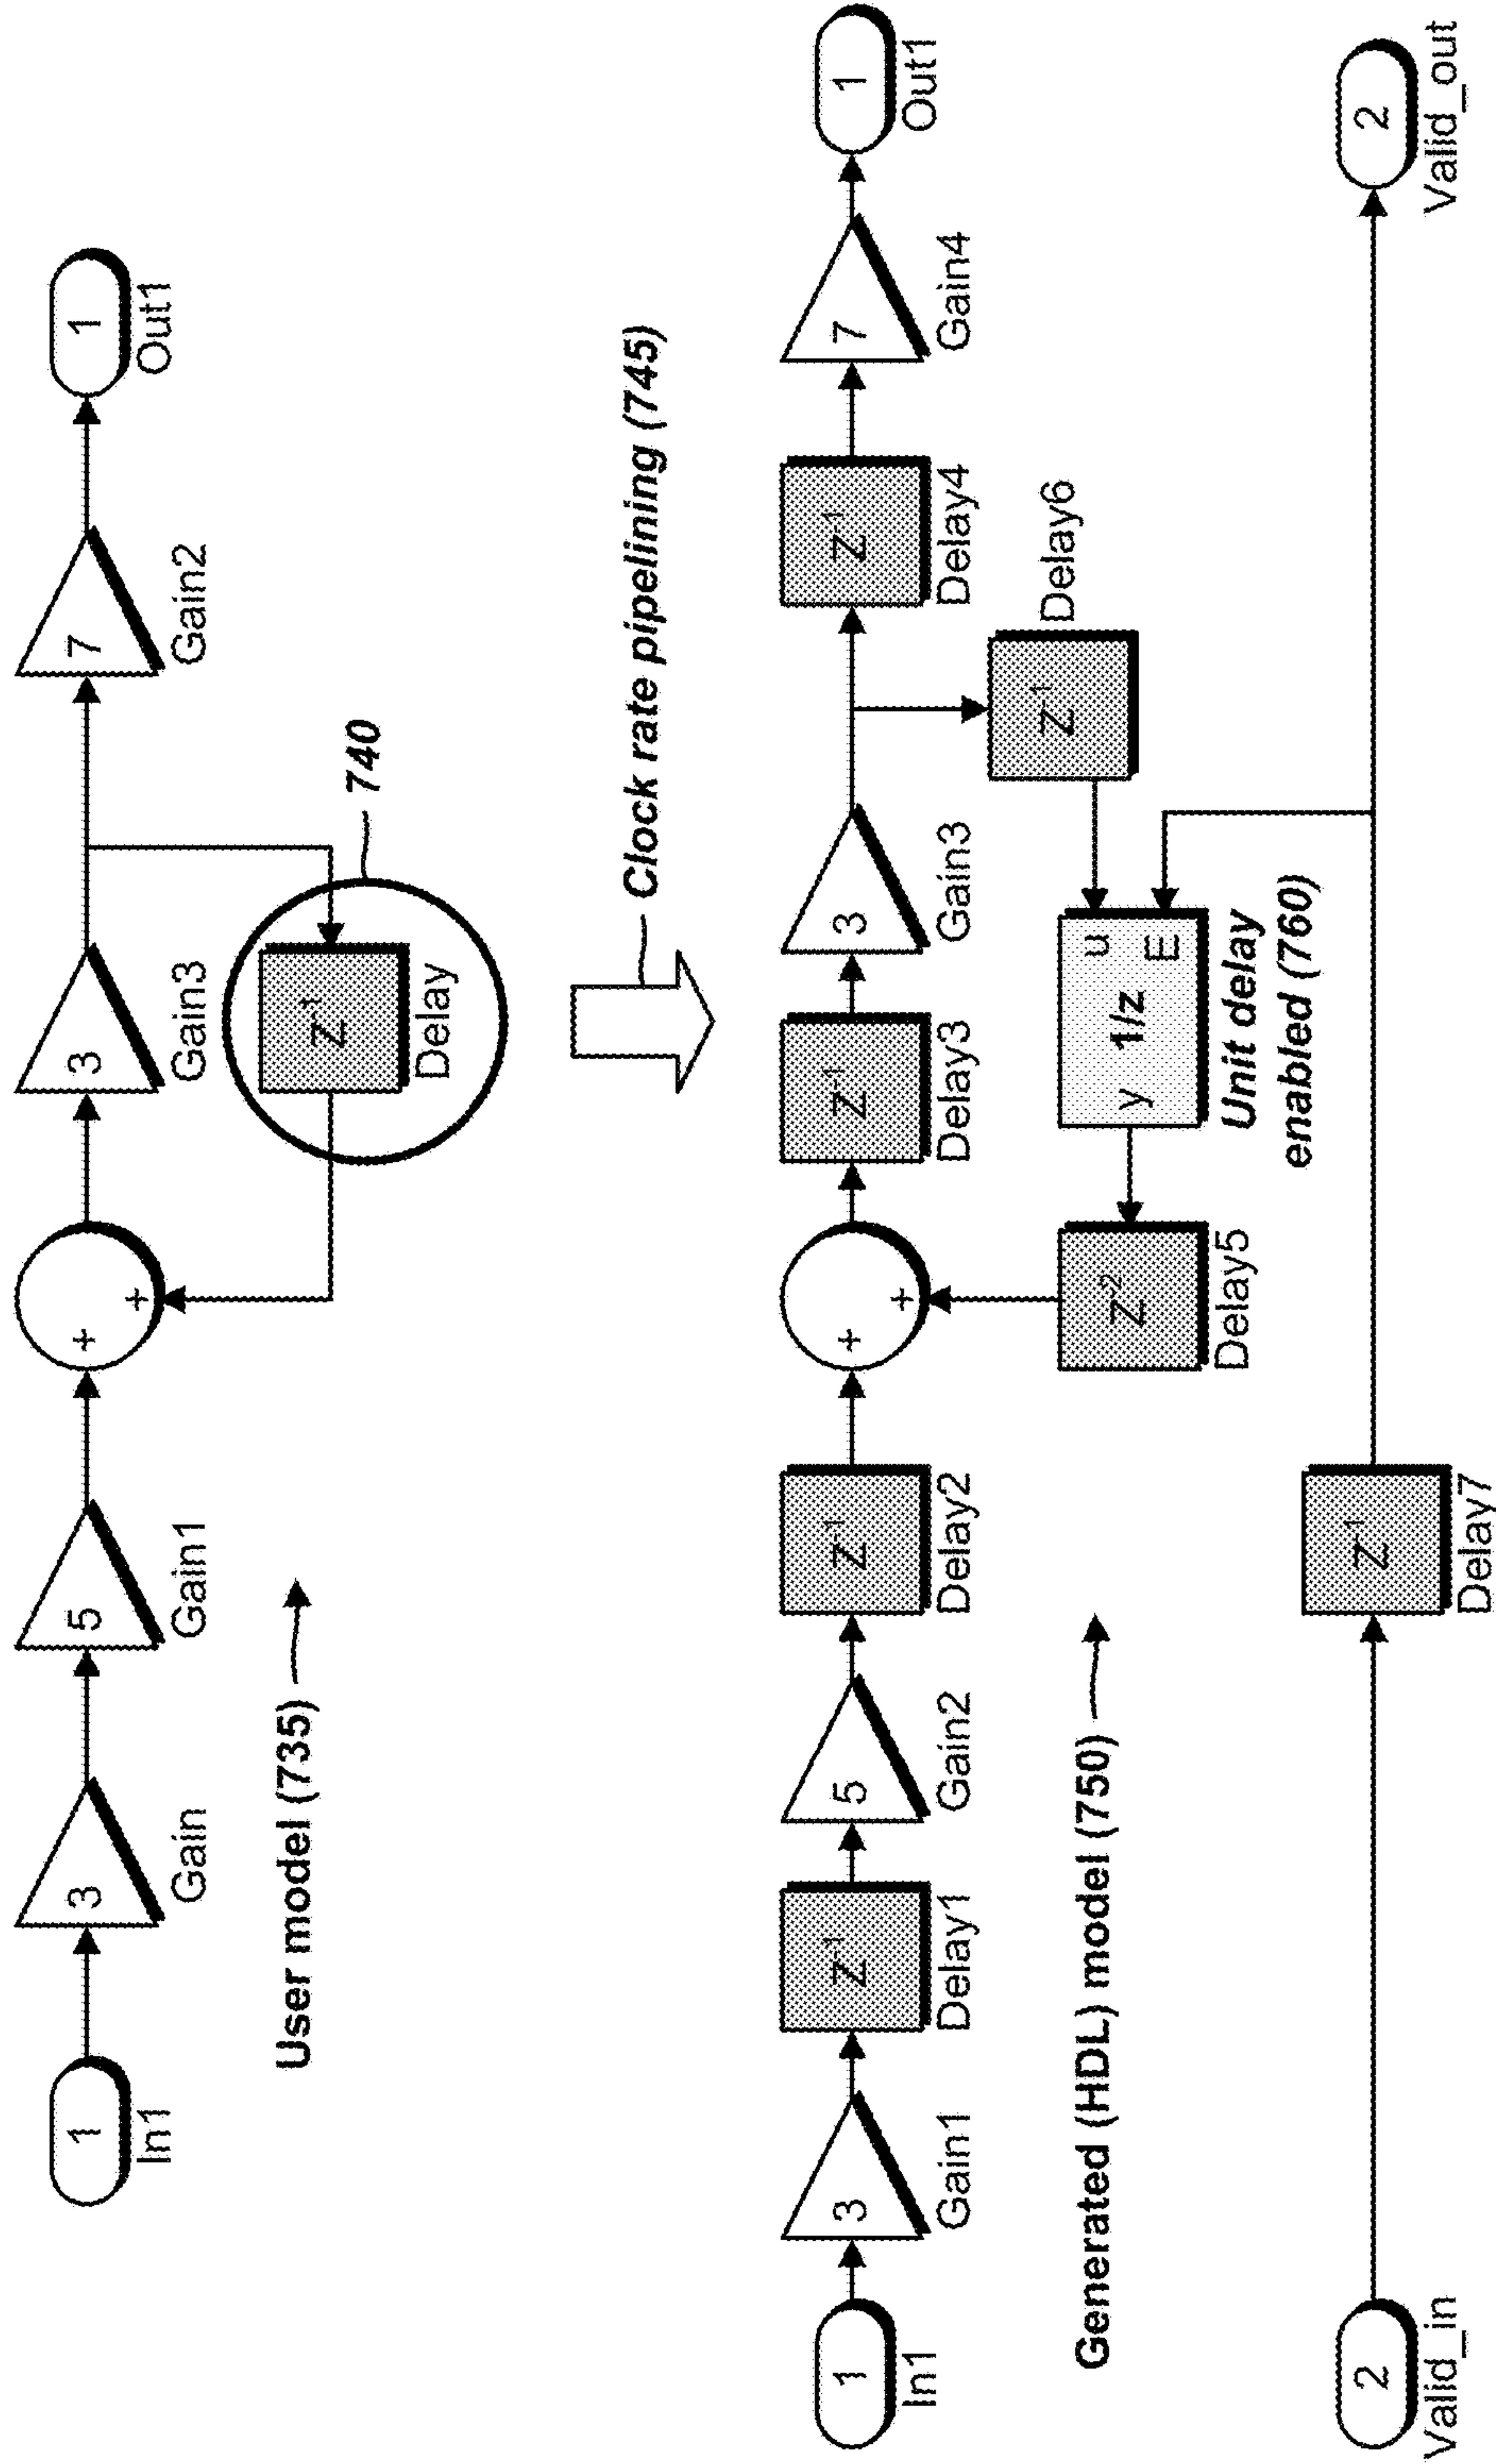 1
In1
3
Gain
5
Gain1
+
+
3
Gain3
7
Gain2
1
Out1
Z-1
Delay
740
User model (735)
Clock rate pipelining (745)
1
In1
3
Gain1
Z-1
Delay1
5
Gain2
Z-1
Delay2
+
+
Z-1
Delay3
3
Gain3
Z-1
Delay4
7
Gain4
1
Out1
Z-1
Delay6
u
E
1/z
y
Unit delay
enabled (760)
Z-2
Delay5
Generated (HDL) model (750)
2
Valid_in
Z-1
Delay7
2
Valid_out